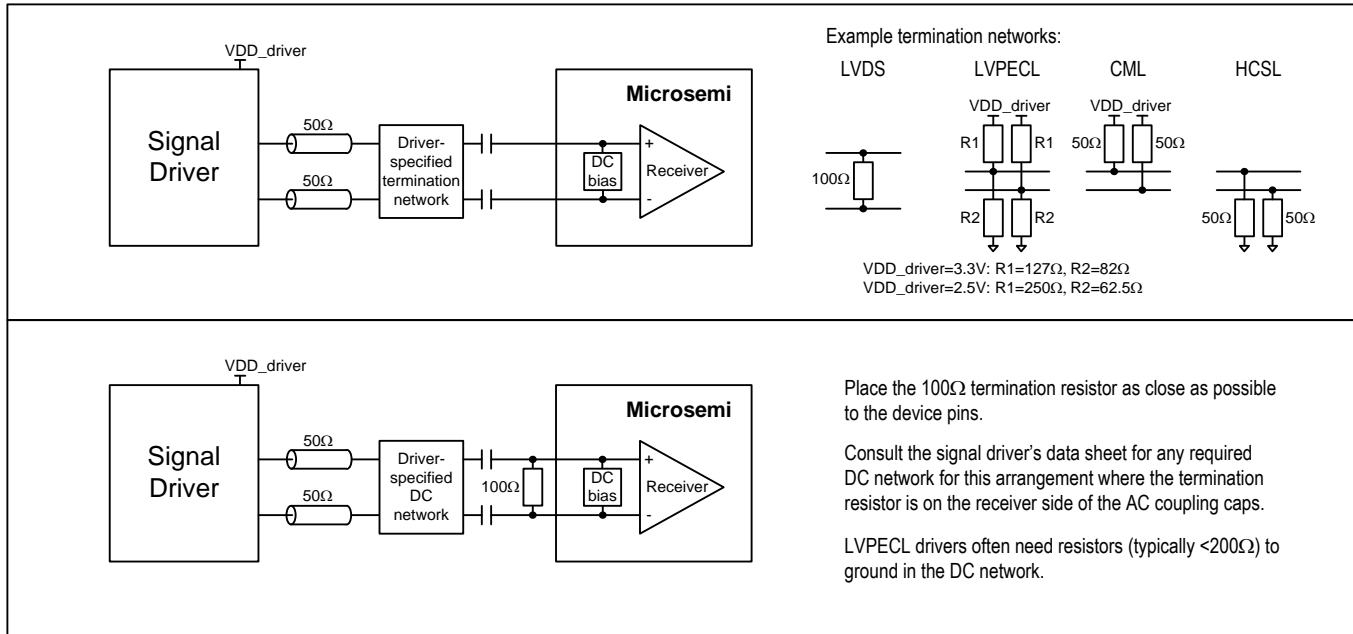 VDD_driver
Signal
Driver
50Ω
50Ω
Driver-
specified
termination
network
Microsemi
DC
bias
+
-
Receiver
Example termination networks:
LVDS
LVPECL
CML
HCSL
100Ω
VDD_driver
R1
R1
R2
R2
VDD_driver
50Ω
50Ω
50Ω
50Ω
VDD_driver=3.3V: R1=127Ω, R2=82Ω
VDD_driver=2.5V: R1=250Ω, R2=62.5Ω
VDD_driver
Signal
Driver
50Ω
50Ω
Driver-
specified
DC
network
100Ω
Microsemi
DC
bias
+
-
Receiver
Place the 100Ω termination resistor as close as possible
to the device pins.
Consult the signal driver's data sheet for any required
DC network for this arrangement where the termination
resistor is on the receiver side of the AC coupling caps.
LVPECL drivers often need resistors (typically <200Ω) to
ground in the DC network.